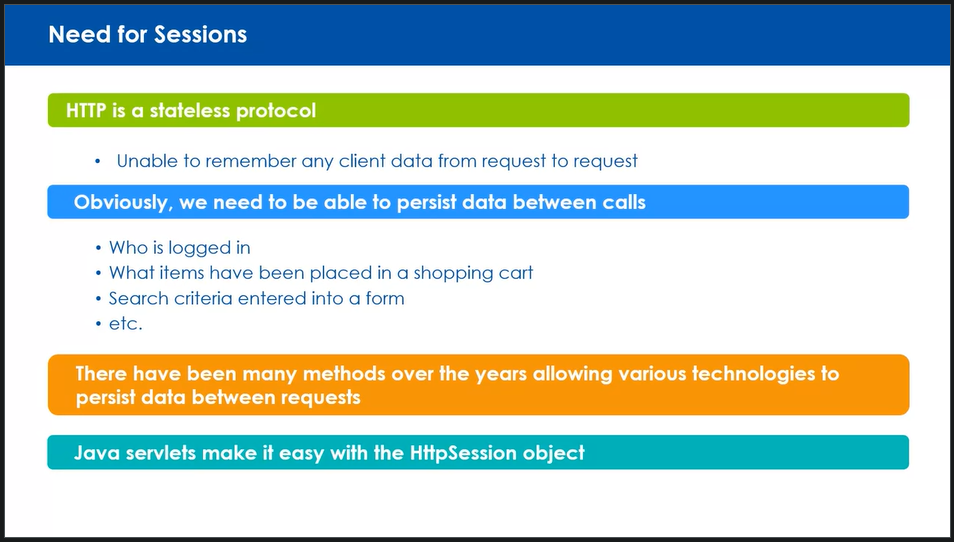 Need for Sessions
HTTP is a stateless protocol
• Unable to remember any client data from request to request
Obviously, we need to be able to persist data between calls
• Who is logged in
• What items have been placed in a shopping cart
• Search criteria entered into a form
• etc.
There have been many methods over the years allowing various technologies to
persist data between requests
Java servlets make it easy with the HttpSession object